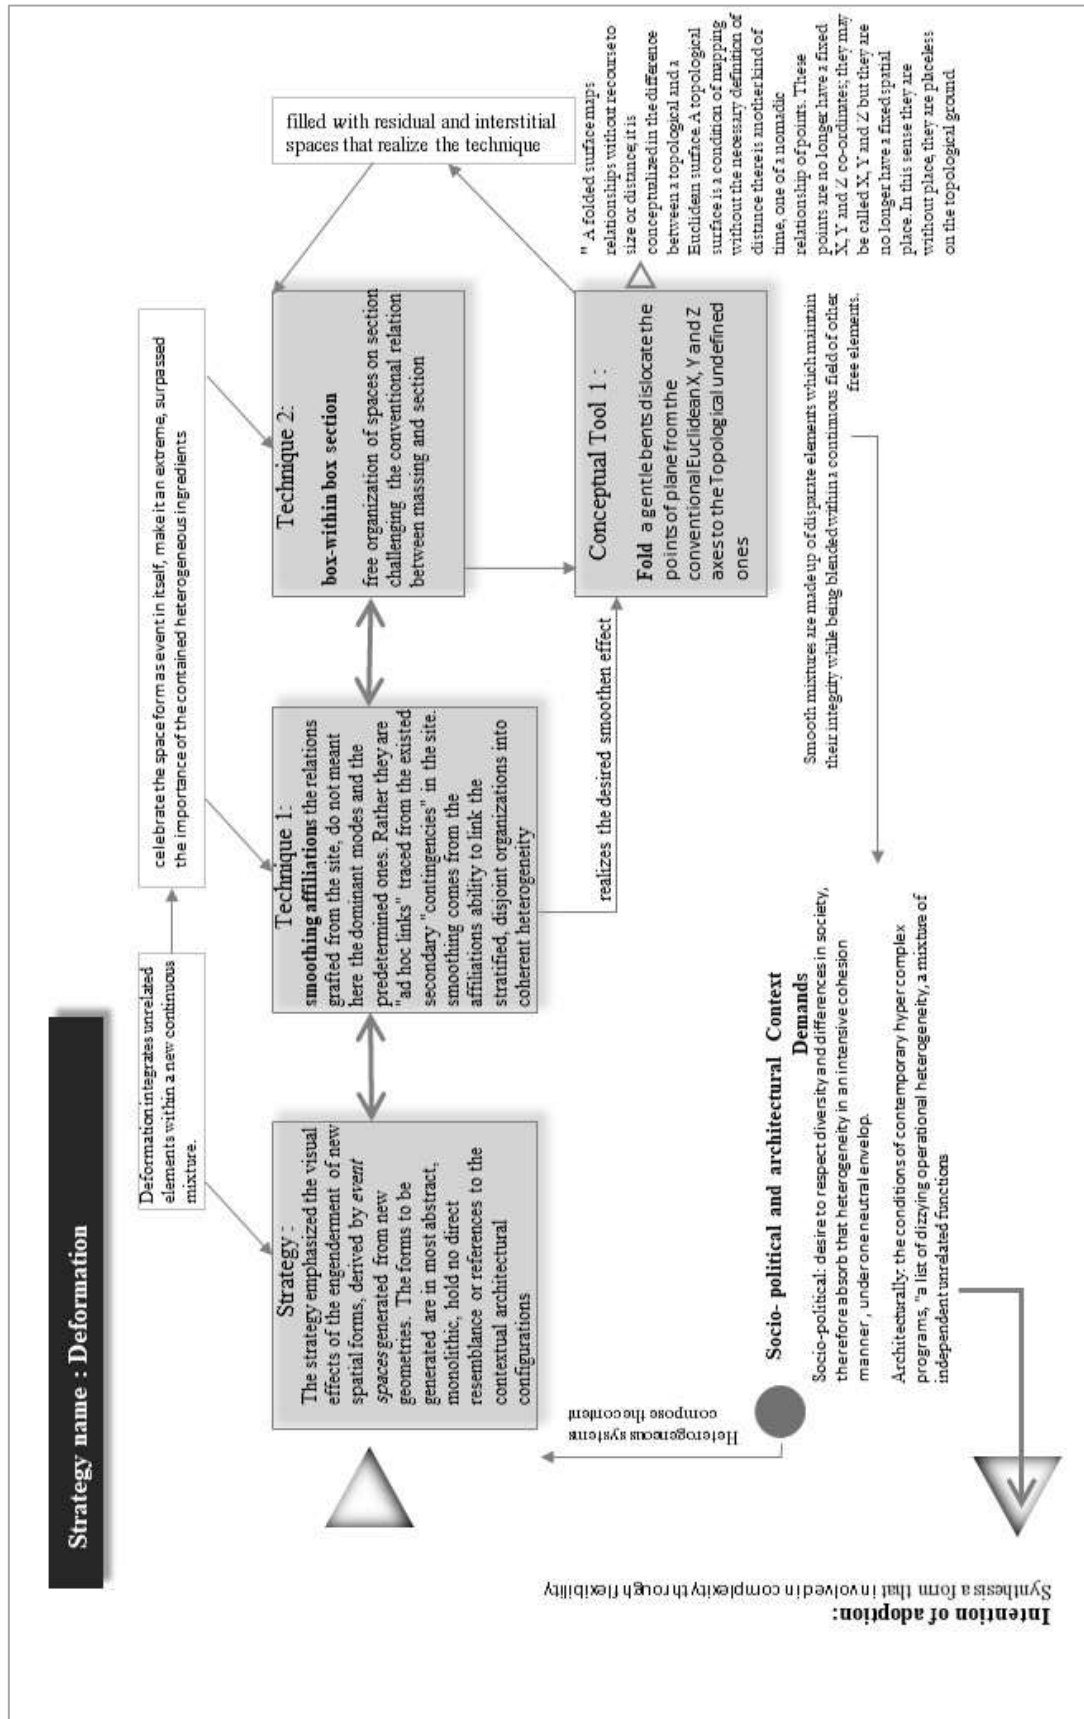 Strategy name : Deformation
Deformation integrates unrelated
elements within a new continuous
mixture.
celebrate the space form as event in itself, make it an extreme, surpassed
the importance of the contained heterogeneous ingredients
filled with residual and interstitial
spaces that realize the technique
Strategy :
The strategy emphasized the visual
effects of the engenderment of new
spatial forms, derived by event
spaces generated from new
geometries. The forms to be
generated are in most abstract,
monolithic, hold no direct
resemblance or references to the
contextual architectural
configurations
Technique 1:
smoothing affiliations the relations
grafted from the site, do not meant
here the dominant modes and the
predetermined ones. Rather they are
"ad hoc links" traced from the existed
secondary "contingencies" in the site.
smoothing comes from the
affiliations ability to link the
stratified, disjoint organizations into
coherent heterogeneity
Technique 2:
box-within box section
free organization of spaces on section
challenging the conventional relation
between massing and section
realizes the desired smoothen effect
Conceptual Tool 1 :
Fold a gentle bents dislocate the
points of plane from the
conventional Euclidean X, Y and Z
axes to the Topological undefined
ones
" A folded surface maps
relationships without recourse to
size or distance; it is
conceptualized in the difference
between a topological and a
Euclidean surface. A topological
surface is a condition of mapping
without the necessary definition of
distance there is another kind of
time, one of a nomadic
relationship of points. These
points are no longer have a fixed
X, Y and Z co-ordinates; they may
be called X, Y and Z but they are
no longer have a fixed spatial
place. In this sense they are
without place, they are placeless
on the topological ground.
Heterogeneous systems
compose the content
Socio- political and architectural Context
Demands
Socio-political: desire to respect diversity and differences in society,
therefore absorb that heterogeneity in an intensive cohesion
manner , under one neutral envelop.
Architecturally: the conditions of contemporary hyper complex
programs, "a list of dizzying operational heterogeneity, a mixture of
independent unrelated functions
Smooth mixtures are made up of disparate elements which maintain
their integrity while being blended within a continuous field of other
free elements.
Intention of adoption:
Synthesis a form that in involved in complexity through flexibility